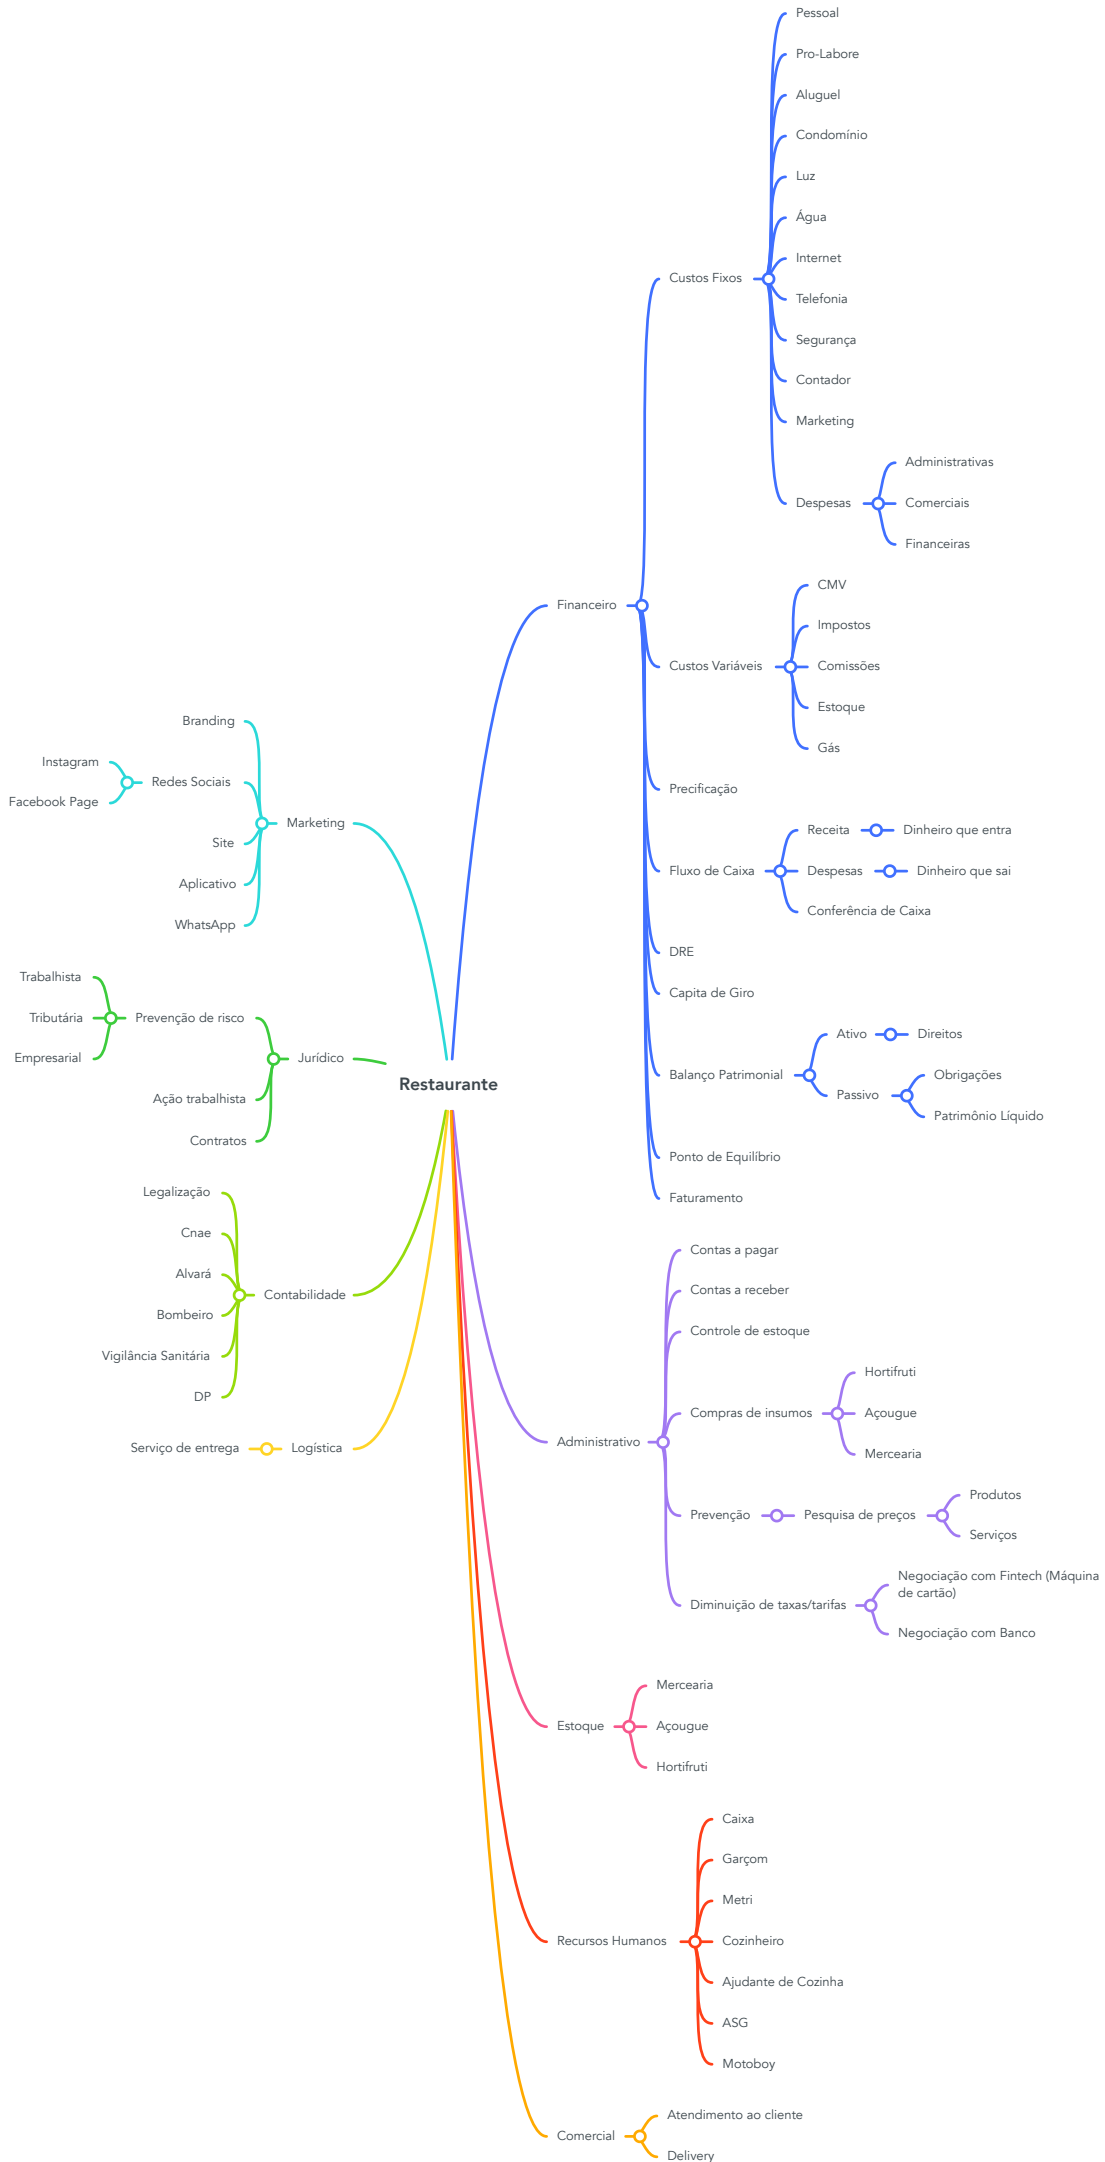 Restaurante
Financeiro
Custos Fixos
Pessoal
Pro-Labore
Aluguel
Condomínio
Luz
Água
Internet
Telefonia
Segurança
Contador
Marketing
Despesas
Administrativas
Comerciais
Financeiras
Custos Variáveis
CMV
Impostos
Comissões
Estoque
Gás
Precificação
Fluxo de Caixa
Receita
Dinheiro que entra
Despesas
Dinheiro que sai
Conferência de Caixa
DRE
Capita de Giro
Balanço Patrimonial
Ativo
Direitos
Passivo
Obrigações
Patrimônio Líquido
Ponto de Equilíbrio
Faturamento
Administrativo
Contas a pagar
Contas a receber
Controle de estoque
Compras de insumos
Hortifruti
Açougue
Mercearia
Prevenção
Pesquisa de preços
Produtos
Serviços
Diminuição de taxas/tarifas
Negociação com Fintech (Máquina
de cartão)
Negociação com Banco
Estoque
Mercearia
Açougue
Hortifruti
Recursos Humanos
Caixa
Garçom
Metri
Cozinheiro
Ajudante de Cozinha
ASG
Motoboy
Comercial
Atendimento ao cliente
Delivery
Marketing
Branding
Redes Sociais
Instagram
Facebook Page
Site
Aplicativo
WhatsApp
Jurídico
Prevenção de risco
Trabalhista
Tributária
Empresarial
Ação trabalhista
Contratos
Contabilidade
Legalização
Cnae
Alvará
Bombeiro
Vigilância Sanitária
DP
Logística
Serviço de entrega